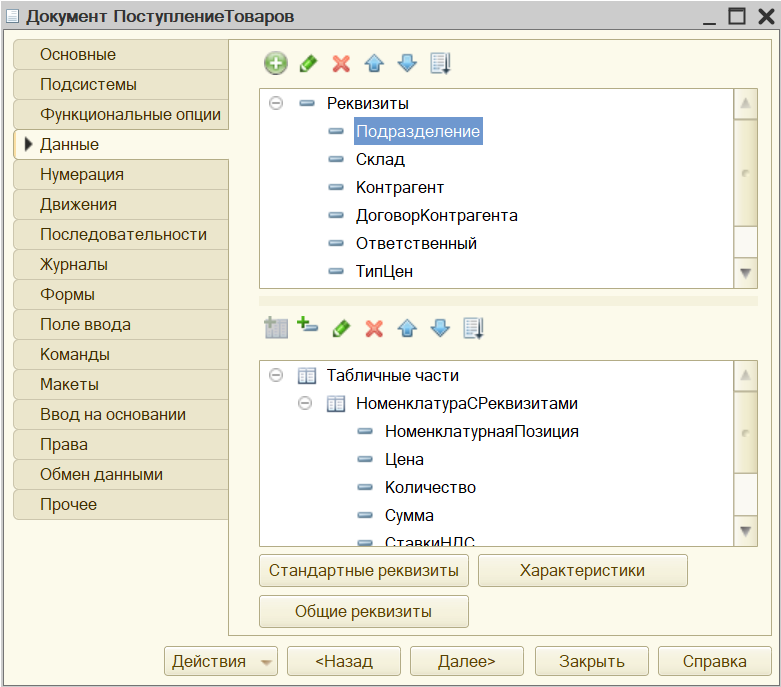 Документ ПоступлениеТоваров
Основные
Подсистемы
Функциональные опции
Данные
Нумерация
Движения
Последовательности
Журналы
Формы
Поле ввода
Команды
Макеты
Ввод на основании
Права
Обмен данными
Прочее
Реквизиты
Подразделение
Склад
Контрагент
ДоговорКонтрагента
Ответственный
ТипЦен
Табличные части
НоменклатураСРеквизитами
НоменклатурнаяПозиция
Цена
Количество
Сумма
СтавкиНДС
Стандартные реквизиты
Характеристики
Общие реквизиты
Действия
<Назад
Далее>
Закрыть
Справка